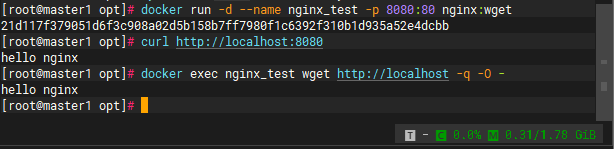 [root@master1 opt]# docker run -d --name nginx_test -p 8080:80 nginx:wget
21d117f379051d6f3c908a02d5b158b7ff7980f1c6392f310b1d935a52e4dcbb
[root@master1 opt]# curl http://localhost:8080
hello nginx
[root@master1 opt]# docker exec nginx_test wget http://localhost -q -O -
hello nginx
[root@master1 opt]#
T - C 0.0% M 0.31/1.78 GiB